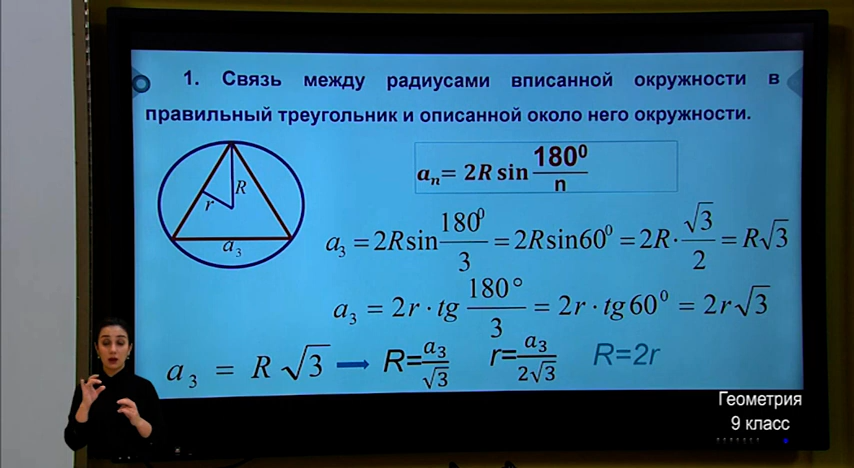 1. Связь между радиусами вписанной окружности в
правильный треугольник и описанной около него окружности.
aₙ= 2R sin 180⁰/n
R
r
a₃
a₃ = 2R sin 180⁰/3 = 2R sin 60⁰ = 2R · √3/2 = R√3
a₃ = 2r · tg 180°/3 = 2r · tg 60⁰ = 2r√3
a₃ = R√3 → R=a₃/√3 r=a₃/2√3 R=2r
Геометрия
9 класс